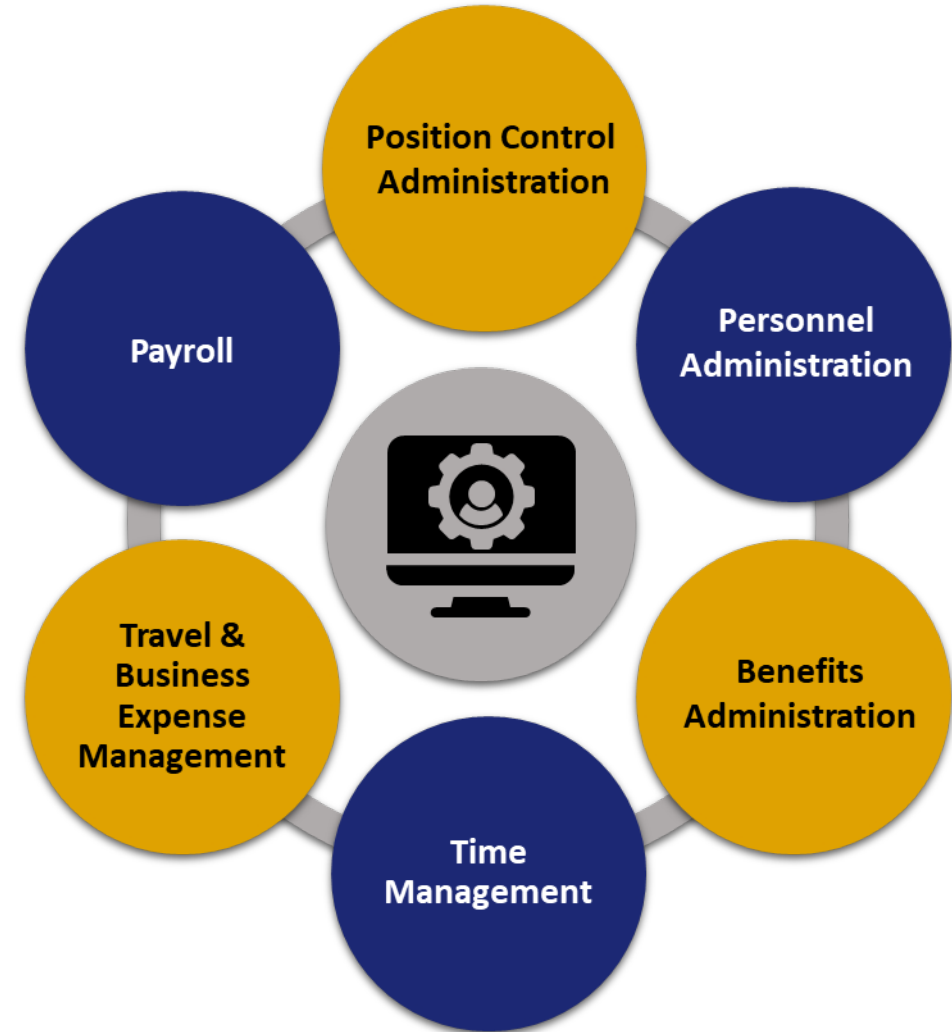 Position Control
Administration
Personnel
Administration
Benefits
Administration
Time
Management
Travel &
Business
Expense
Management
Payroll